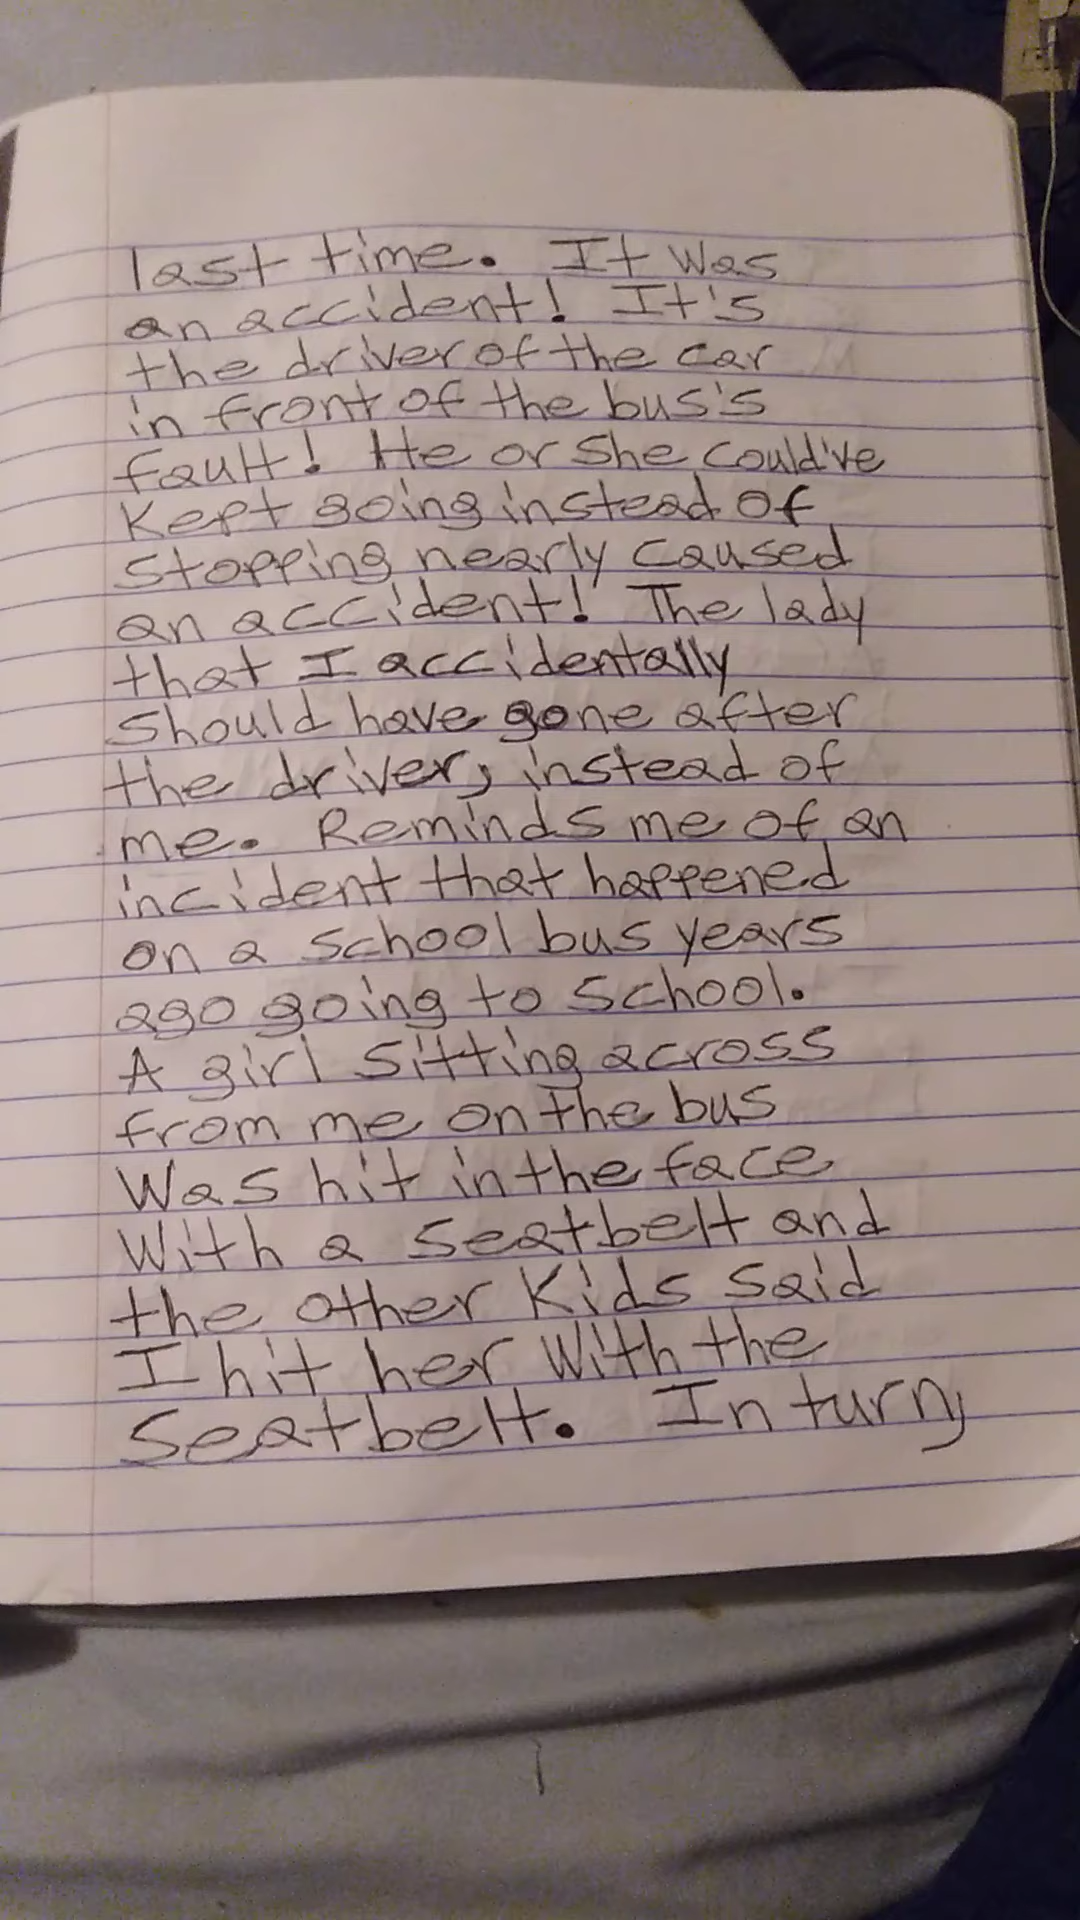 last time. It was
an accident! It's
the driver of the car
in front of the bus's
fault! He or She could've
Kept going instead of
stopping nearly caused
an accident! The lady
that I accidentally
should have gone after
the driver, instead of
me. Reminds me of an
incident that happened
on a school bus years
ago going to school.
A girl sitting across
from me on the bus
Was hit in the face
With a seatbelt and
the other Kids said
I hit her with the
seatbelt. In turn,